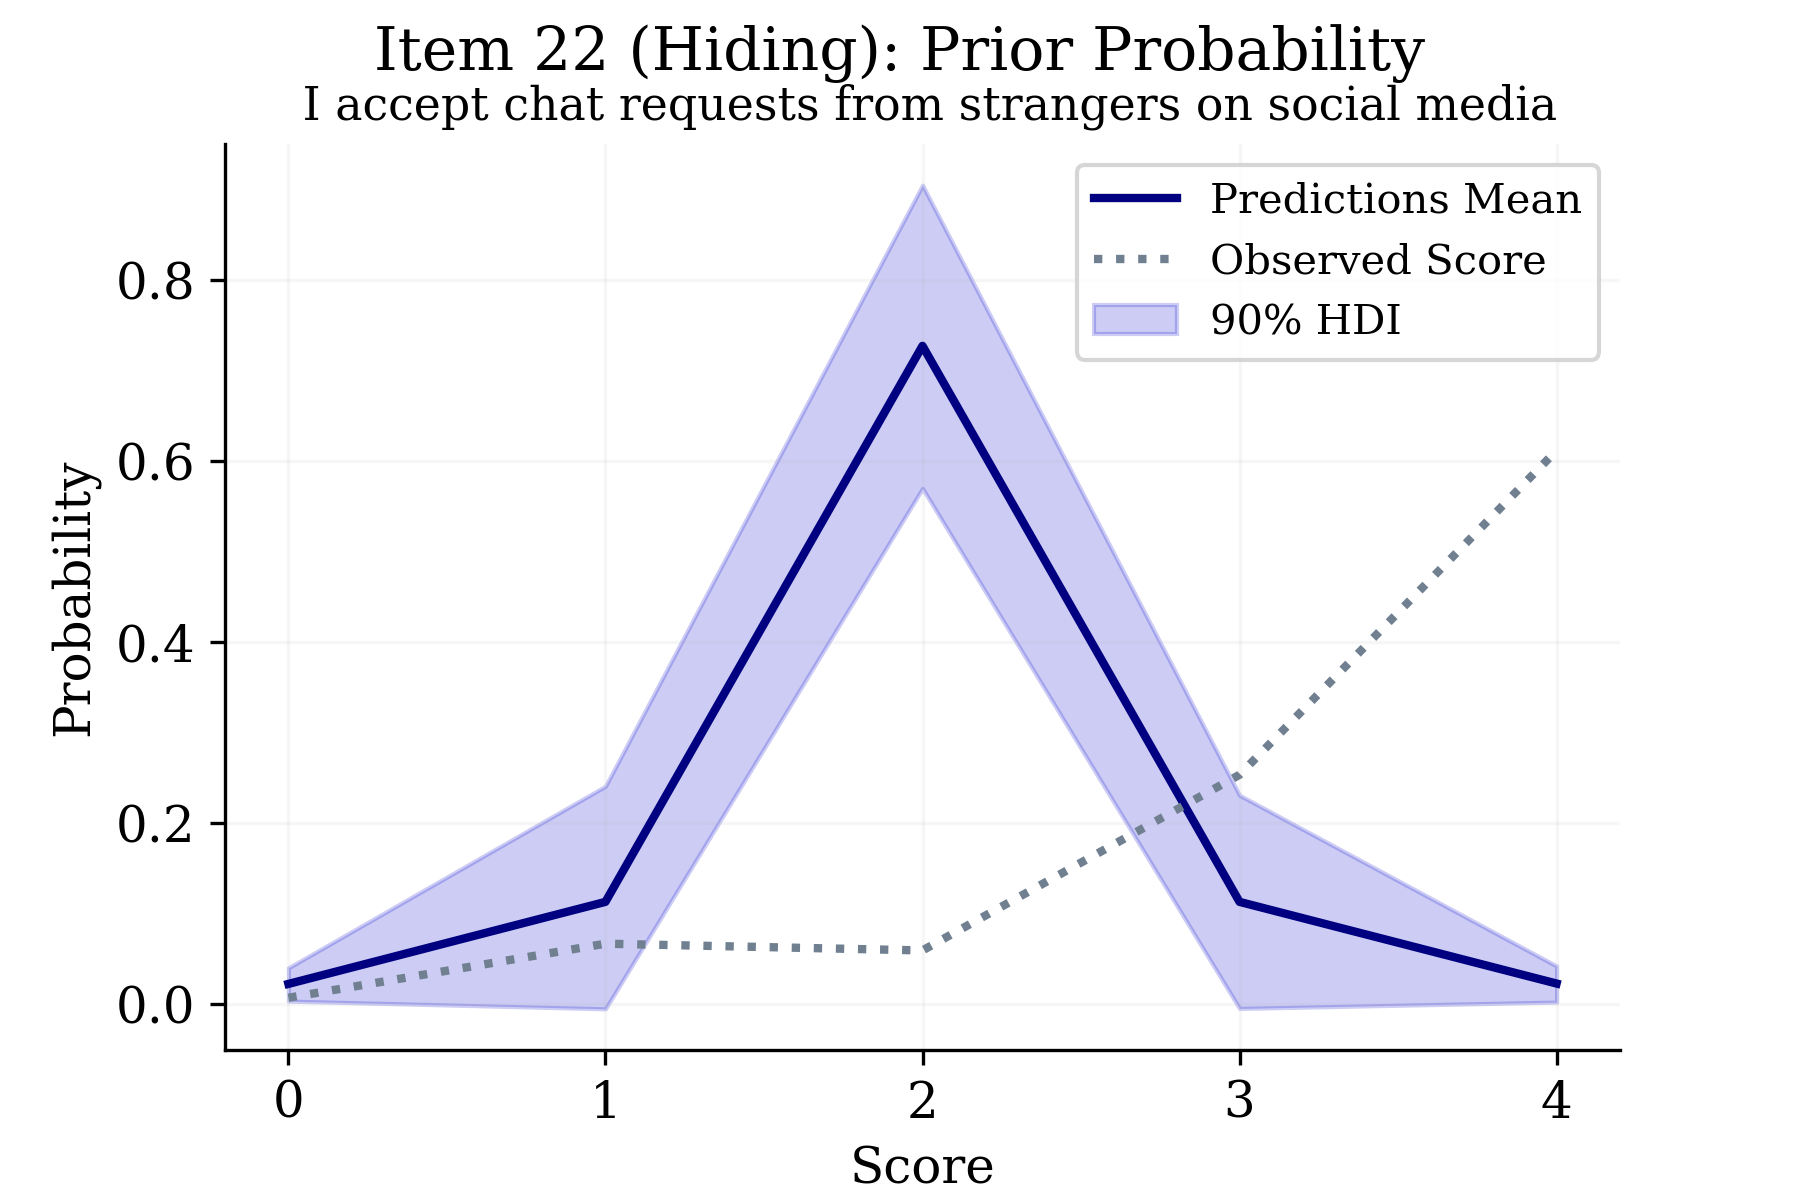 Item 22 (Hiding): Prior Probability
I accept chat requests from strangers on social media
Predictions Mean
Observed Score
90% HDI
Probability
0.8
0.6
0.4
0.2
0.0
0 1 2 3 4
Score